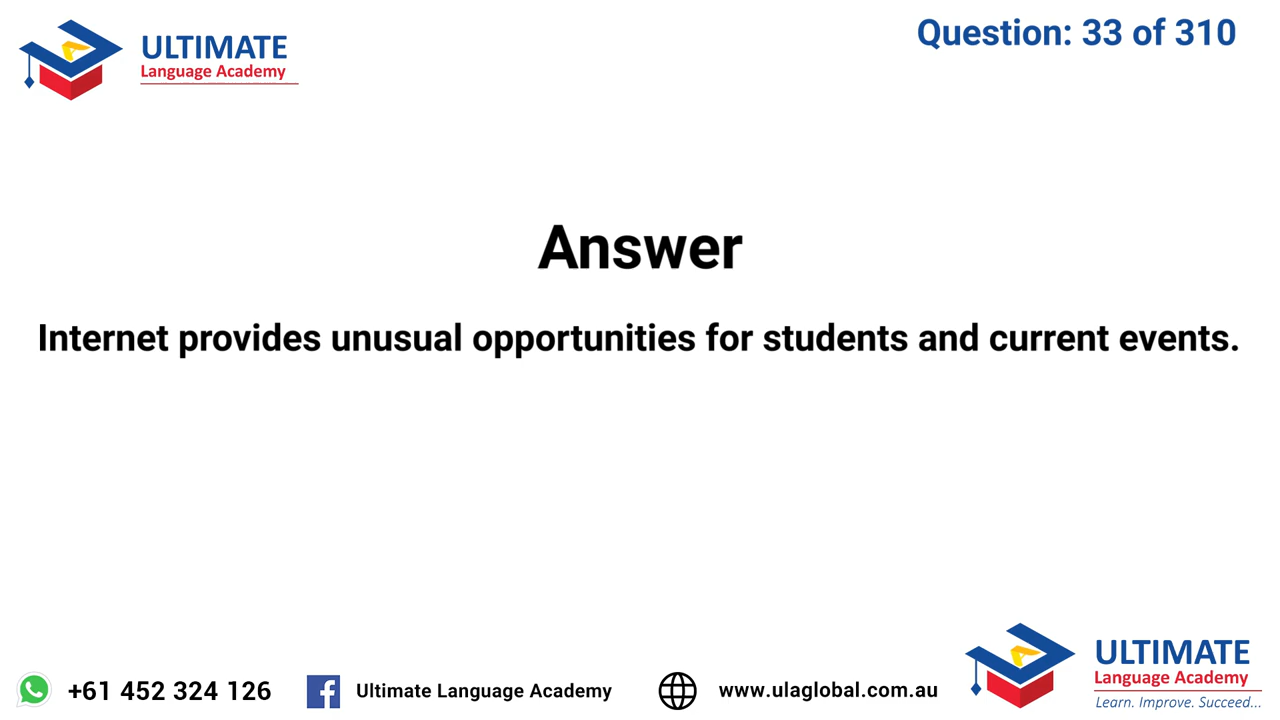 ULTIMATE
Language Academy
Question: 33 of 310
Answer
Internet provides unusual opportunities for students and current events.
+61 452 324 126
Ultimate Language Academy
www.ulaglobal.com.au
ULTIMATE
Language Academy
Learn. Improve. Succeed...